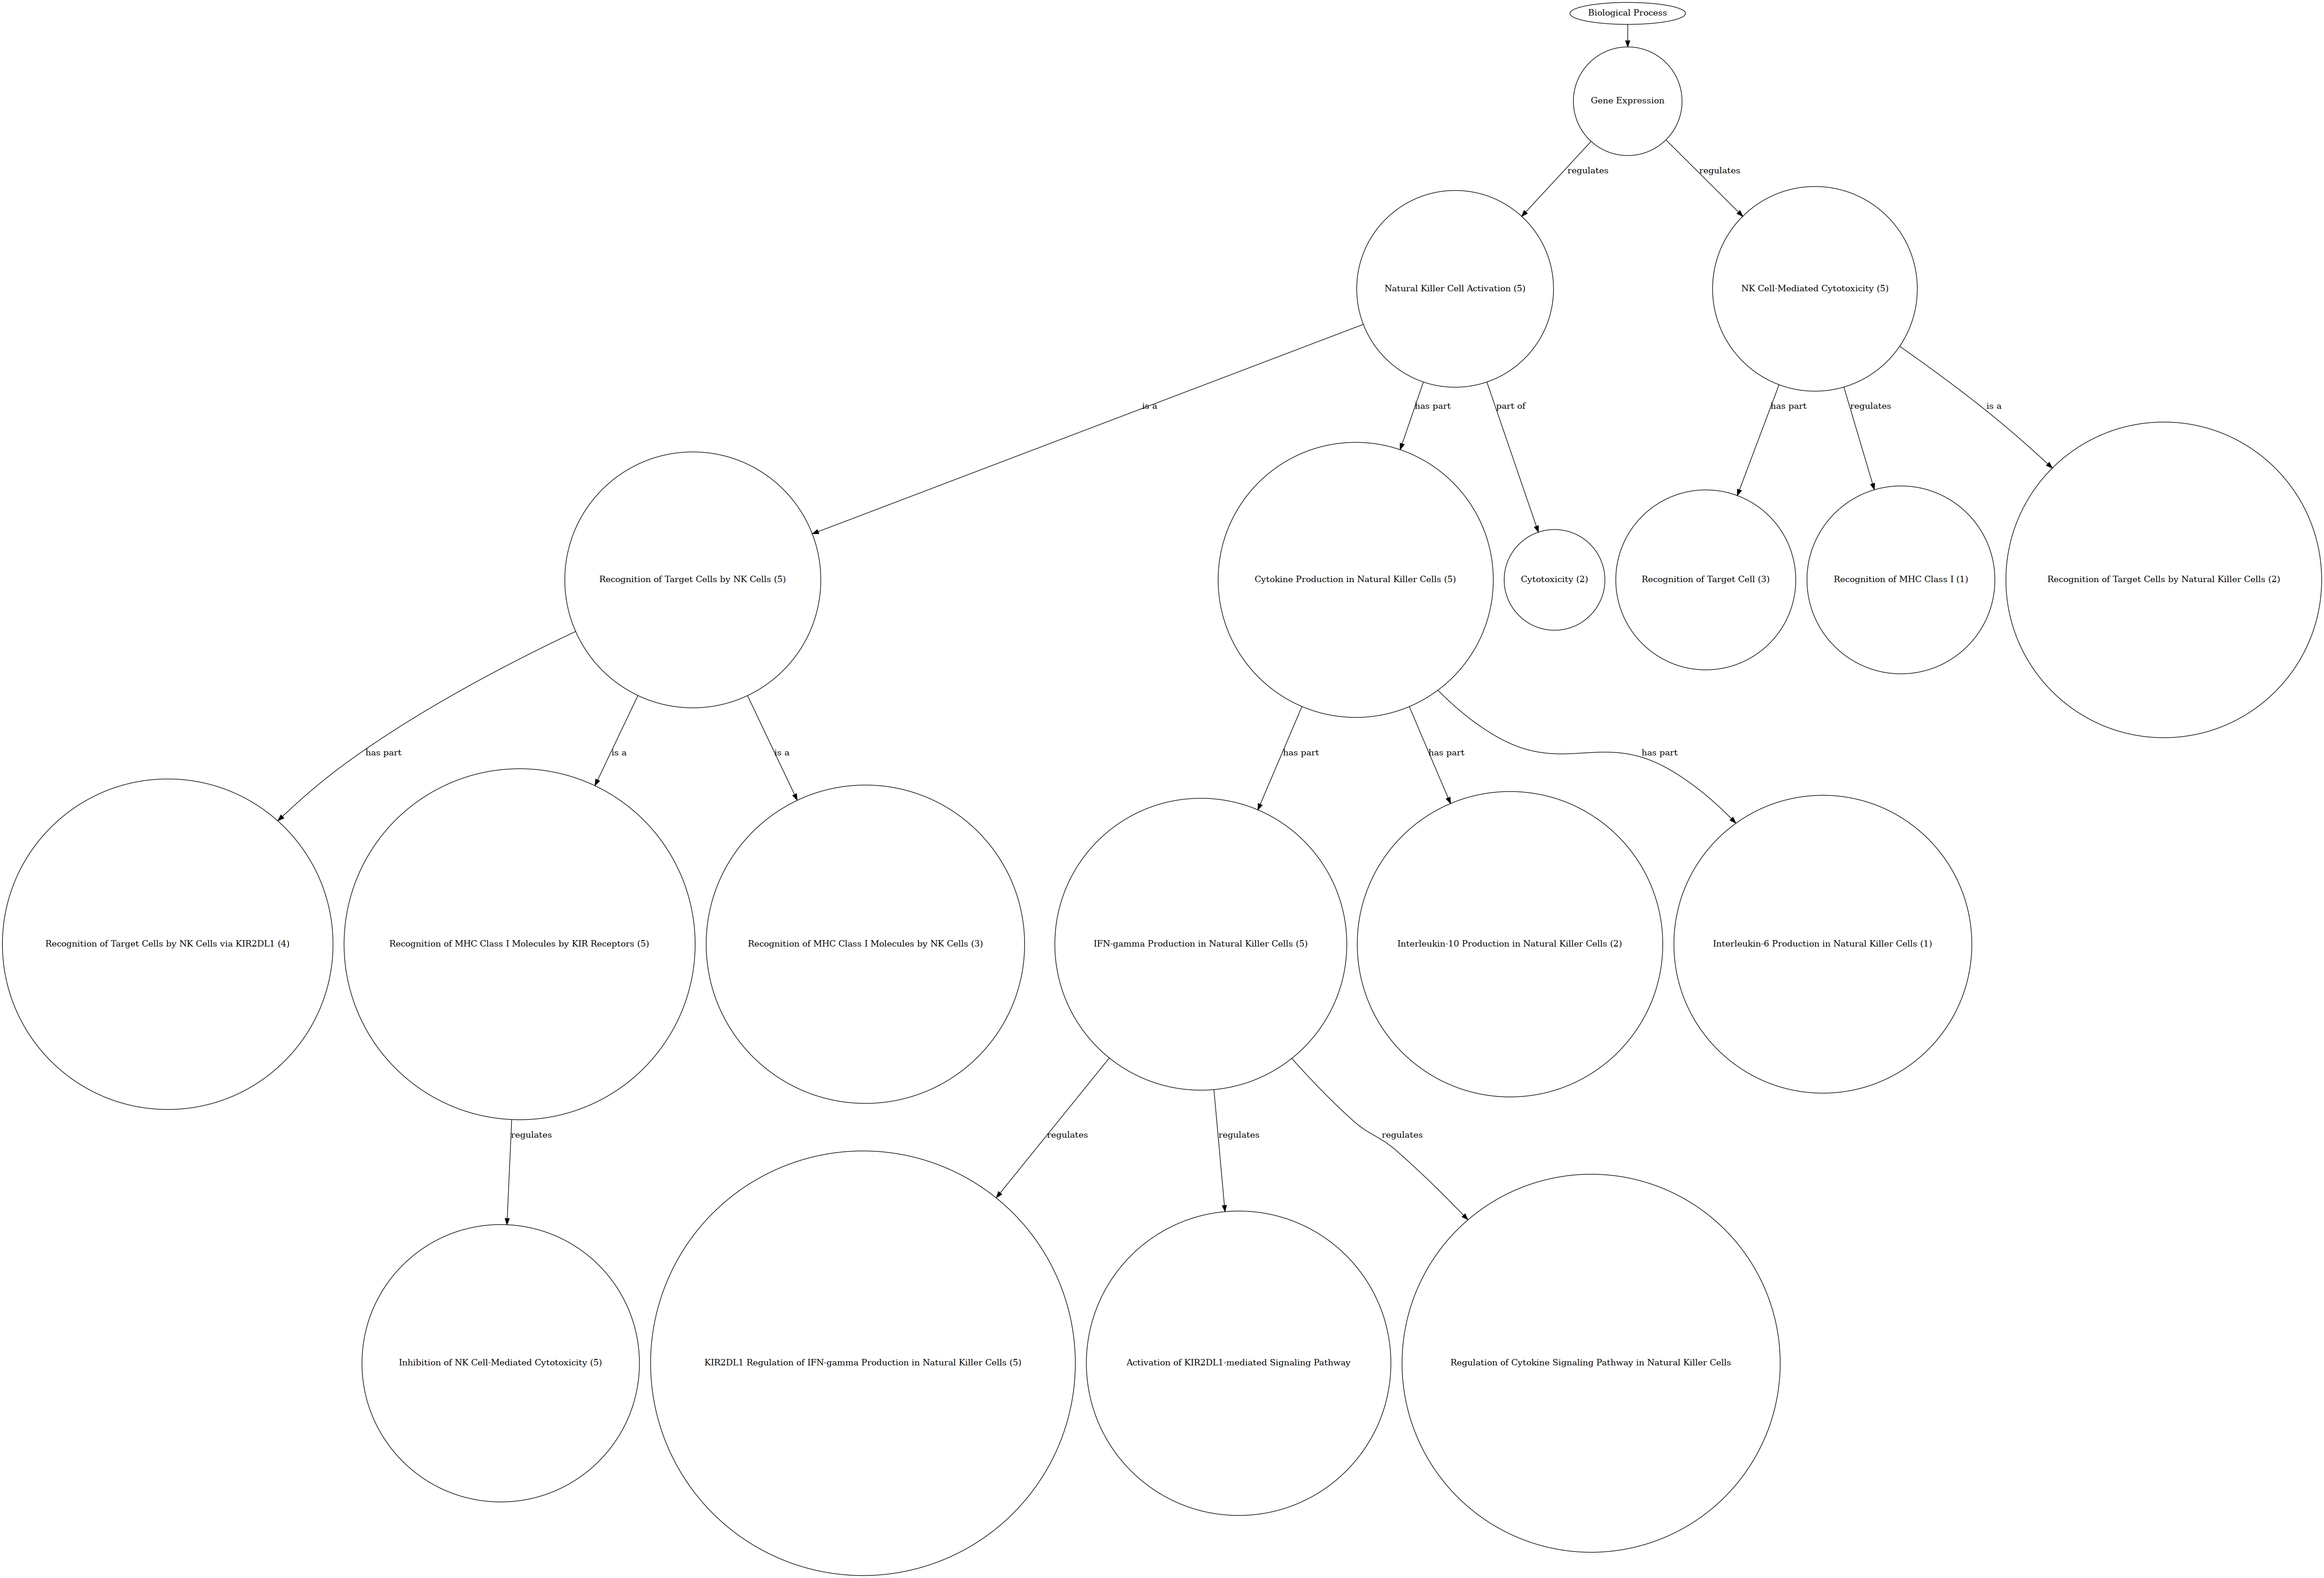 Biological Process
Gene Expression
regulates
regulates
Natural Killer Cell Activation (5)
NK Cell-Mediated Cytotoxicity (5)
is a
has part
part of
has part
regulates
is a
Recognition of Target Cells by NK Cells (5)
Cytokine Production in Natural Killer Cells (5)
Cytotoxicity (2)
Recognition of Target Cell (3)
Recognition of MHC Class I (1)
Recognition of Target Cells by Natural Killer Cells (2)
has part
is a
is a
has part
has part
has part
Recognition of Target Cells by NK Cells via KIR2DL1 (4)
Recognition of MHC Class I Molecules by KIR Receptors (5)
Recognition of MHC Class I Molecules by NK Cells (3)
IFN-gamma Production in Natural Killer Cells (5)
Interleukin-10 Production in Natural Killer Cells (2)
Interleukin-6 Production in Natural Killer Cells (1)
regulates
regulates
regulates
regulates
Inhibition of NK Cell-Mediated Cytotoxicity (5)
KIR2DL1 Regulation of IFN-gamma Production in Natural Killer Cells (5)
Activation of KIR2DL1-mediated Signaling Pathway
Regulation of Cytokine Signaling Pathway in Natural Killer Cells